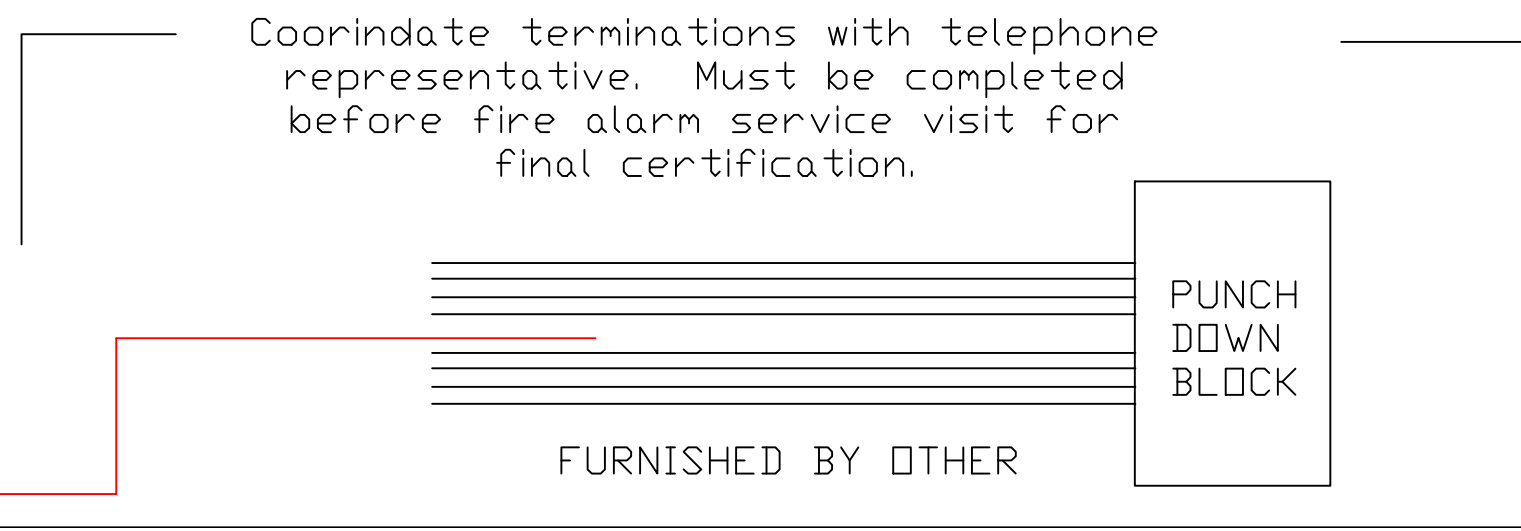 Coorindate terminations with telephone
representative. Must be completed
before fire alarm service visit for
final certification.
PUNCH
DOWN
BLOCK
FURNISHED BY OTHER